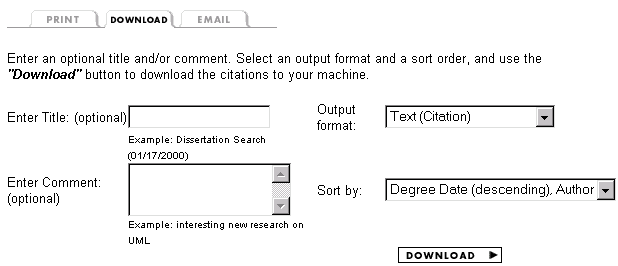 PRINT DOWNLOAD EMAIL
Enter an optional title and/or comment. Select an output format and a sort order, and use the
"Download" button to download the citations to your machine.
Enter Title: (optional)
Example: Dissertation Search
(01/17/2000)
Output
format:
Text (Citation)
Enter Comment:
(optional)
Example: interesting new research on
UML
Sort by:
Degree Date (descending), Author
DOWNLOAD